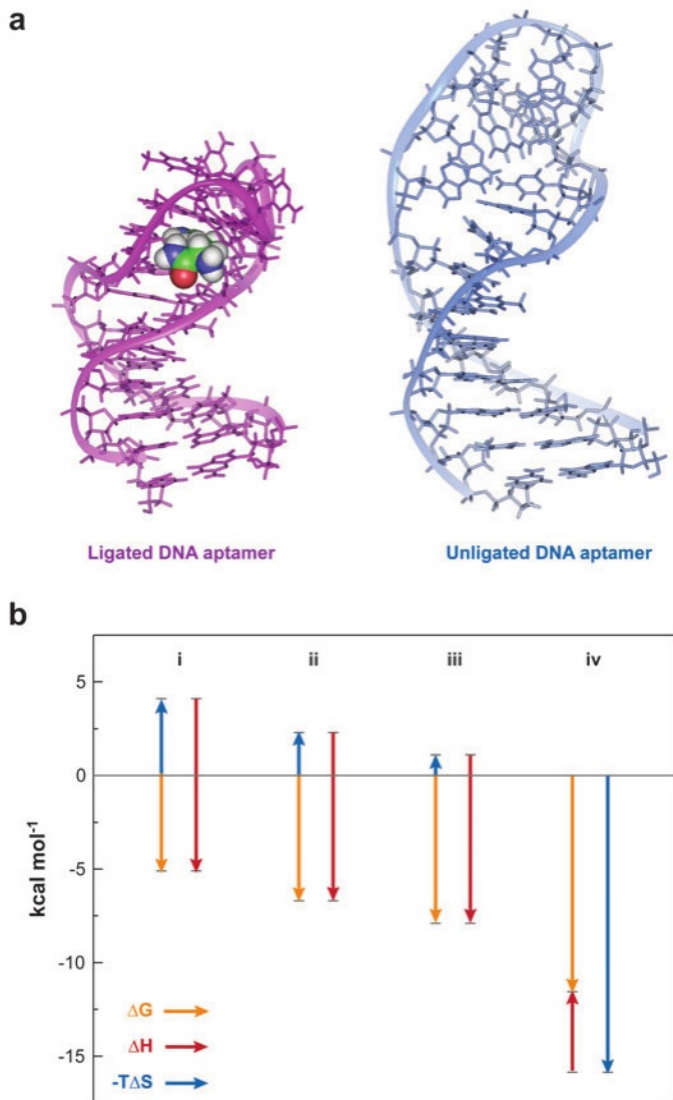 a
Ligated DNA aptamer
Unligated DNA aptamer
b
i ii iii iv
5
0
-5
-10
-15
kcal mol⁻¹
ΔG
ΔH
-TΔS